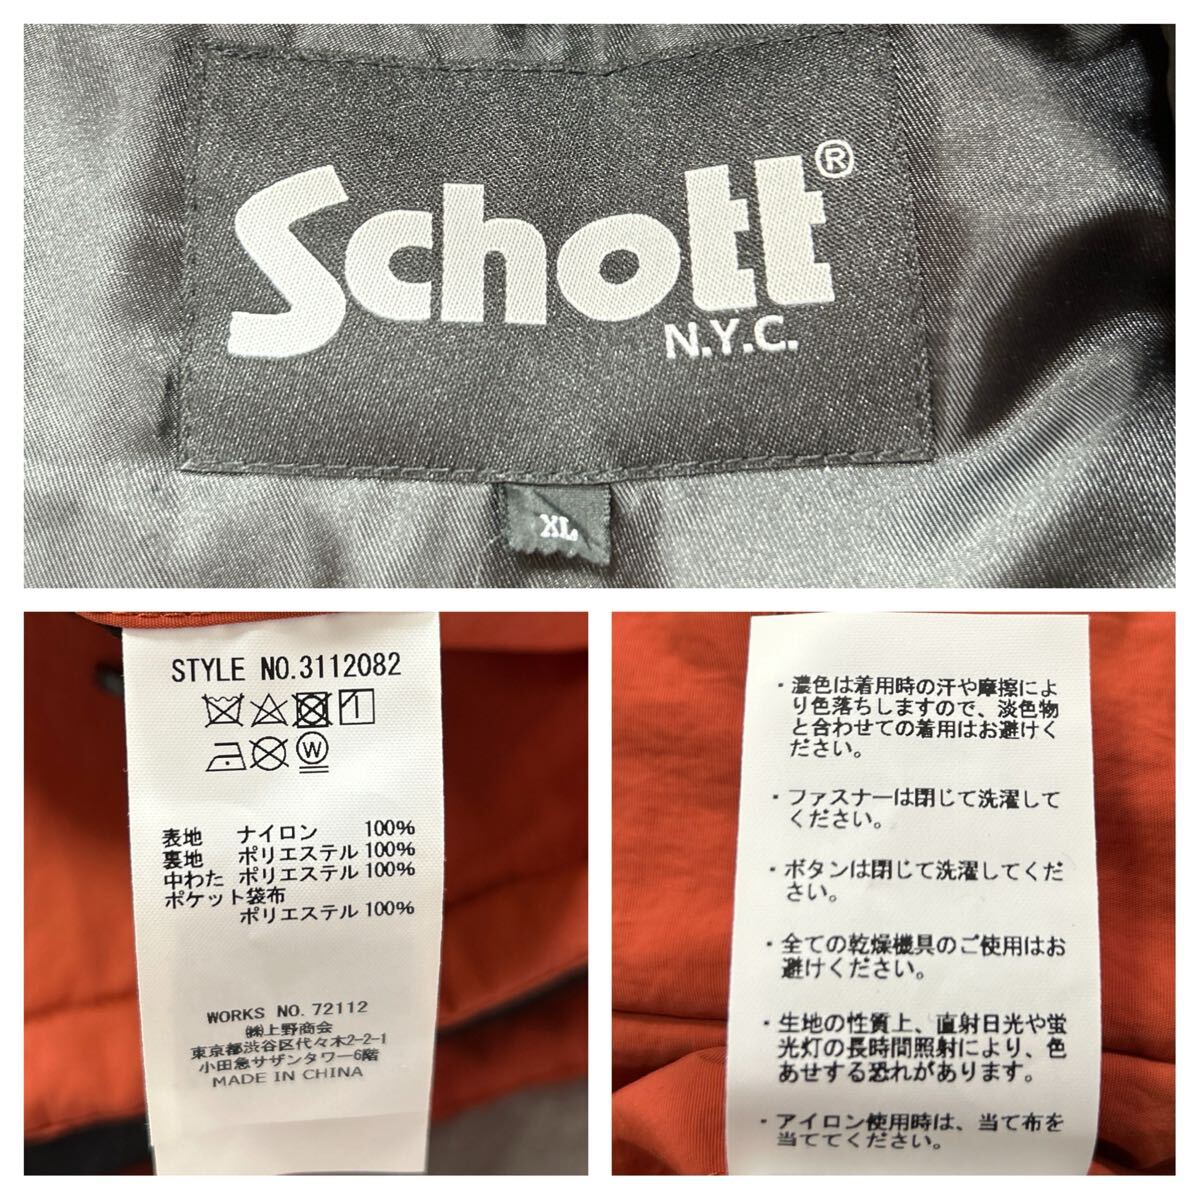 Schott®
N.Y.C.
XL
STYLE NO.3112082
W
表地 ナイロン 100%
裏地 ポリエステル 100%
中わた ポリエステル 100%
ポケット袋布
ポリエステル 100%
WORKS NO. 72112
㈱上野商会
東京都渋谷区代々木2-2-1
小田急サザンタワー6階
MADE IN CHINA
・濃色は着用時の汗や摩擦によ
り色落ちしますので、淡色物
と合わせての着用はお避けく
ださい。
・ファスナーは閉じて洗濯して
ください。
・ボタンは閉じて洗濯してくだ
さい。
・全ての乾燥機具のご使用はお
避けください。
・生地の性質上、直射日光や蛍
光灯の長時間照射により、色
あせする恐れがあります。
・アイロン使用時は、当て布を
当ててください。